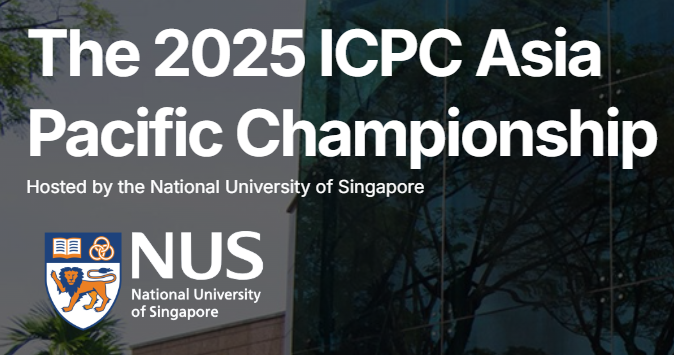 The 2025 ICPC Asia
Pacific Championship
Hosted by the National University of Singapore
NUS
National University
of Singapore